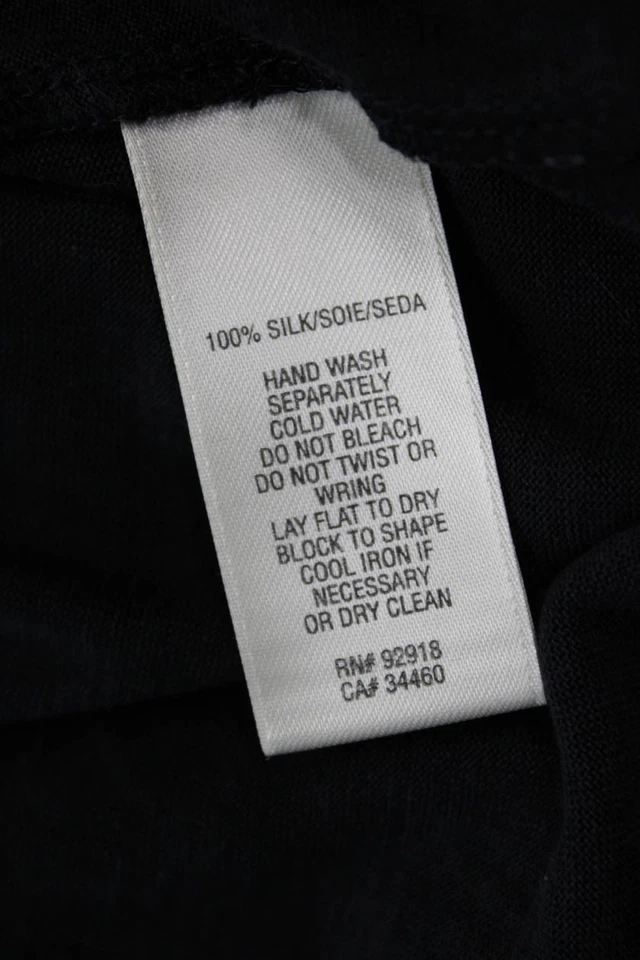 100% SILK/SOIE/SEDA
HAND WASH
SEPARATELY
COLD WATER
DO NOT BLEACH
DO NOT TWIST OR
WRING
LAY FLAT TO DRY
BLOCK TO SHAPE
COOL IRON IF
NECESSARY
OR DRY CLEAN
RN# 92918
CA# 34460